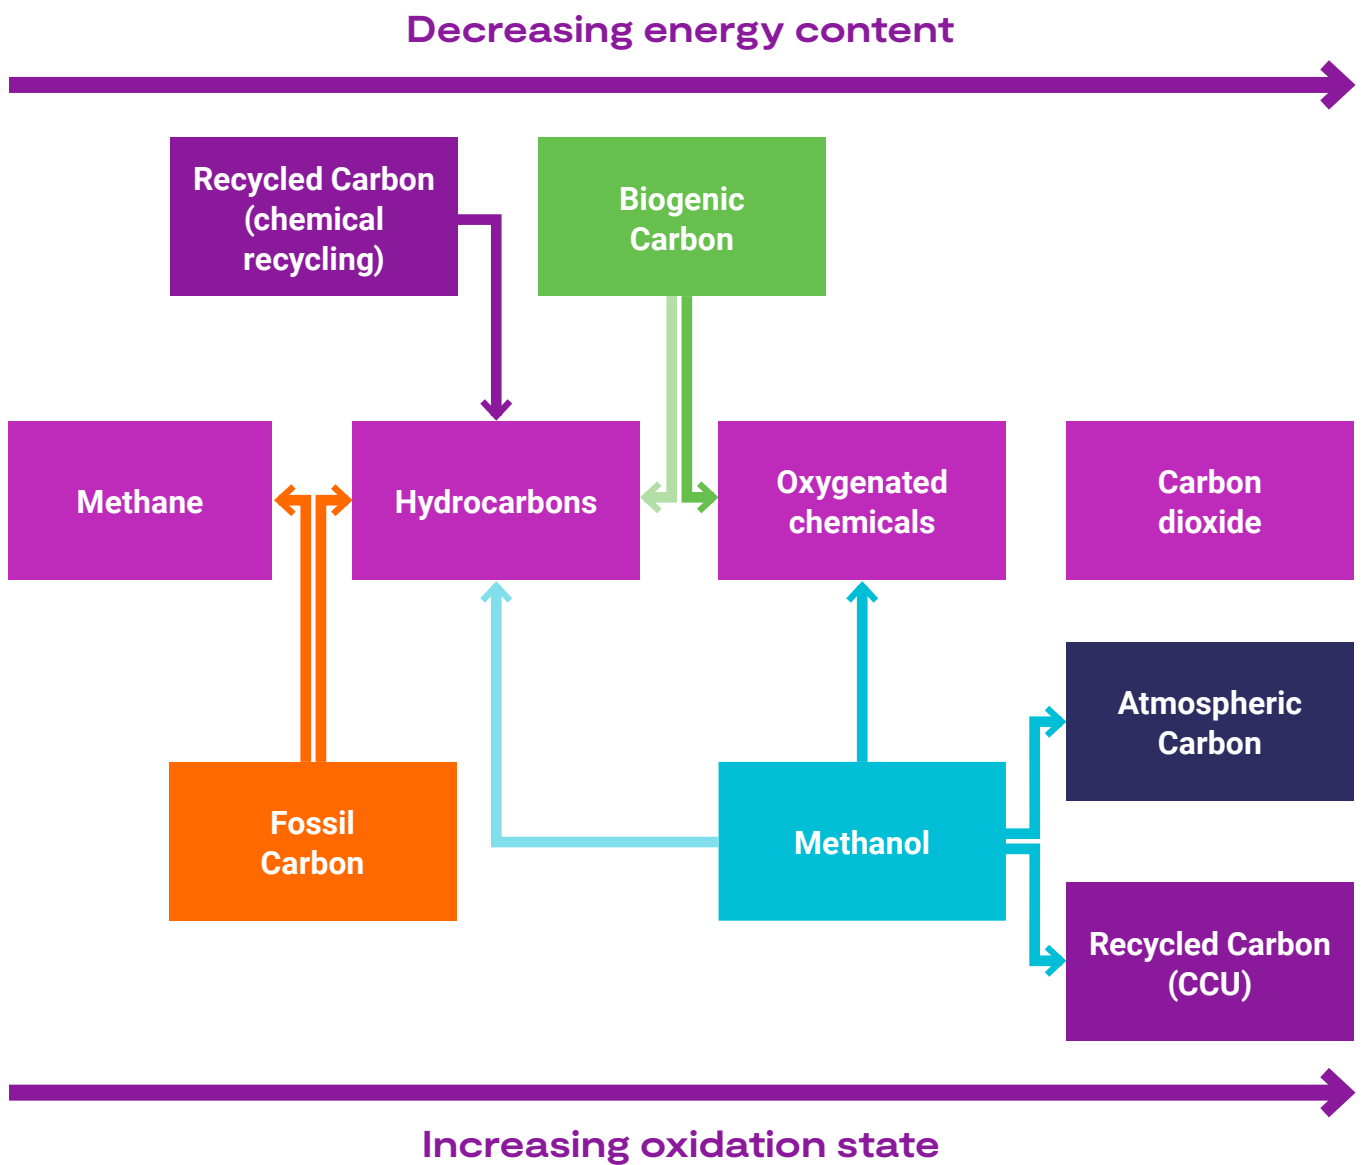 Decreasing energy content
Recycled Carbon
(chemical
recycling)
Biogenic
Carbon
Methane
Hydrocarbons
Oxygenated
chemicals
Carbon
dioxide
Atmospheric
Carbon
Fossil
Carbon
Methanol
Recycled Carbon
(CCU)
Increasing oxidation state